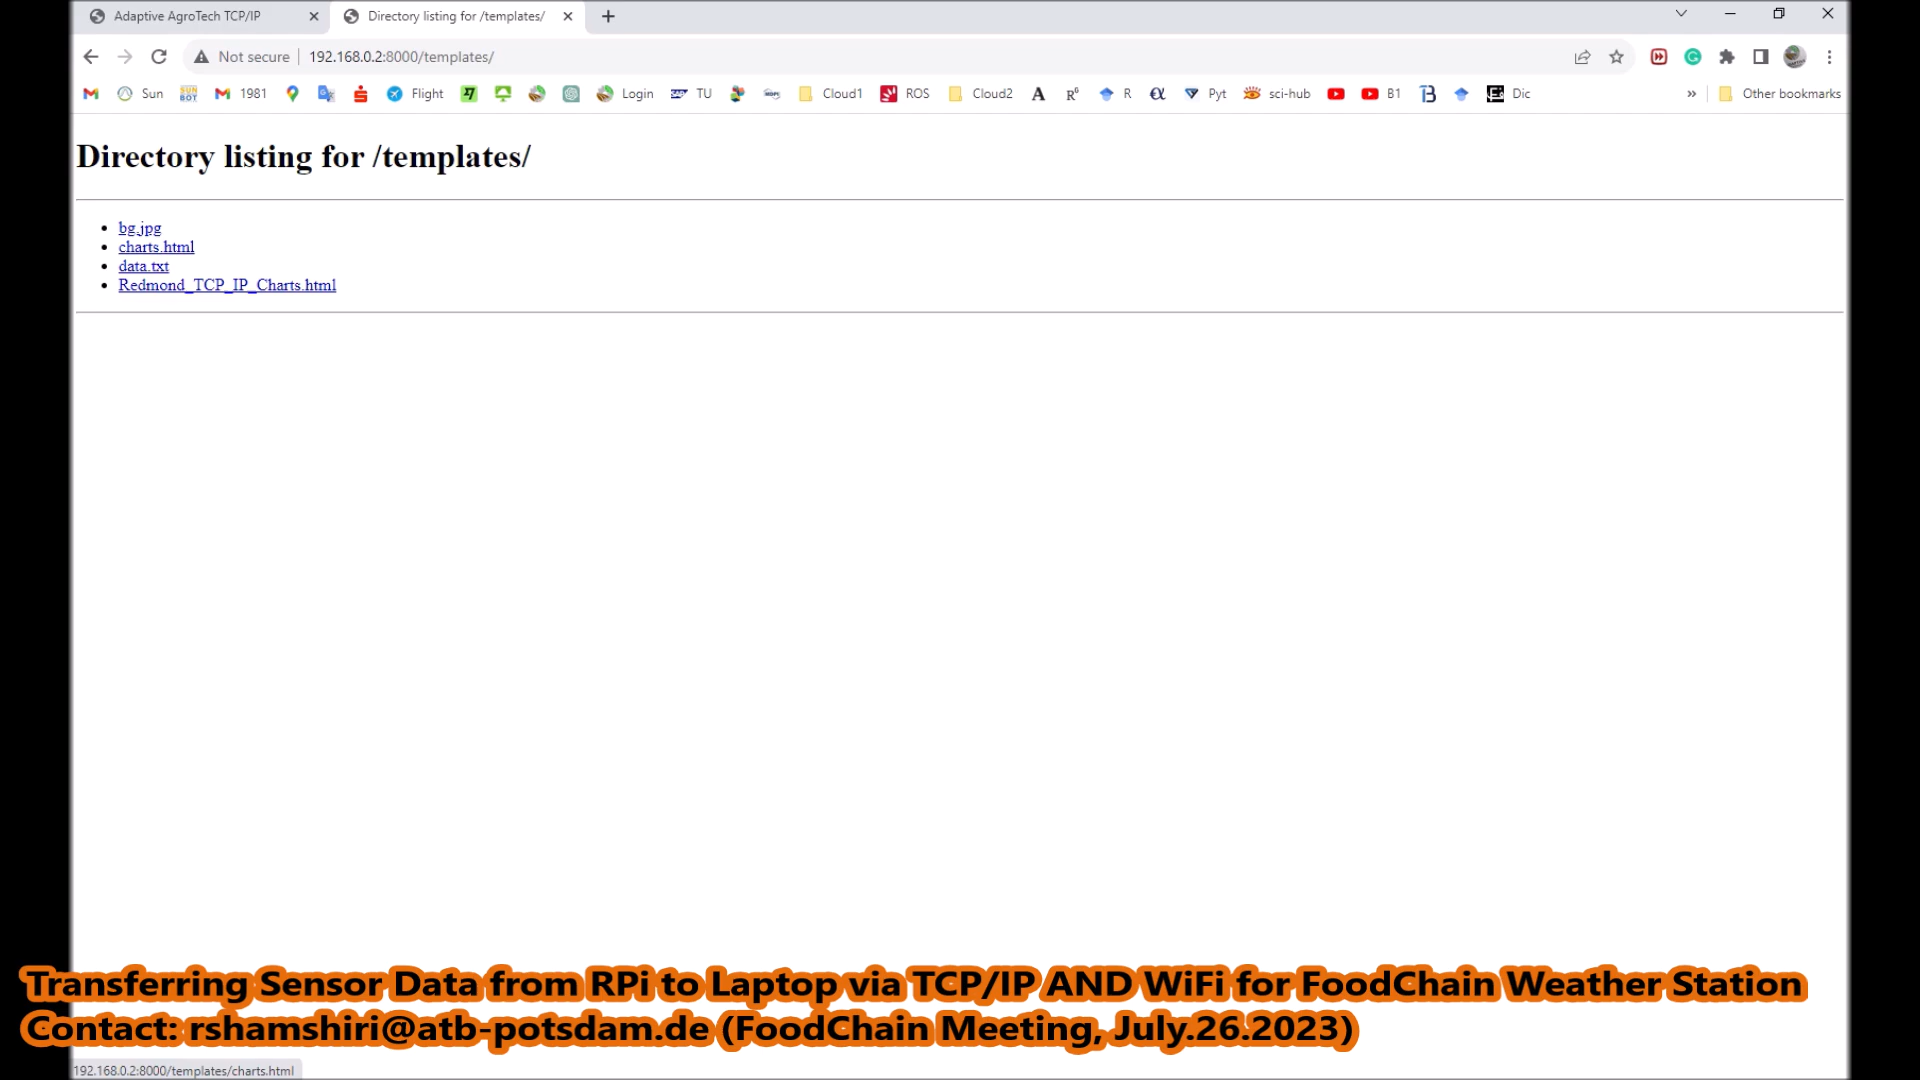 Adaptive AgroTech TCP/IP
Directory listing for /templates/
Not secure
192.168.0.2:8000/templates/
Sun
SUN BOT
1981
Flight
Login
SAP TU
Cloud1
ROS
Cloud2
A
R⁶
R
Pyt
sci-hub
B1
Dic
»
Other bookmarks
Directory listing for /templates/
bg.jpg
charts.html
data.txt
Redmond_TCP_IP_Charts.html
Transferring Sensor Data from RPi to Laptop via TCP/IP AND WiFi for FoodChain Weather Station
Contact: rshamshiri@atb-potsdam.de (FoodChain Meeting, July.26.2023)
192.168.0.2:8000/templates/charts.html